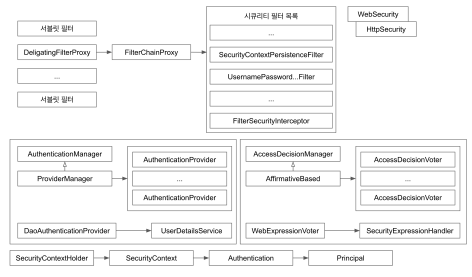 서블릿 필터
DeligatingFilterProxy
...
서블릿 필터
FilterChainProxy
시큐리티 필터 목록
...
SecurityContextPersistenceFilter
UsernamePassword...Filter
...
FilterSecurityInterceptor
WebSecurity
HttpSecurity
AuthenticationManager
ProviderManager
AuthenticationProvider
...
AuthenticationProvider
DaoAuthenticationProvider
UserDetailsService
AccessDecisionManager
AffirmativeBased
AccessDecisionVoter
...
AccessDecisionVoter
WebExpressionVoter
SecurityExpressionHandler
SecurityContextHolder
SecurityContext
Authentication
Principal